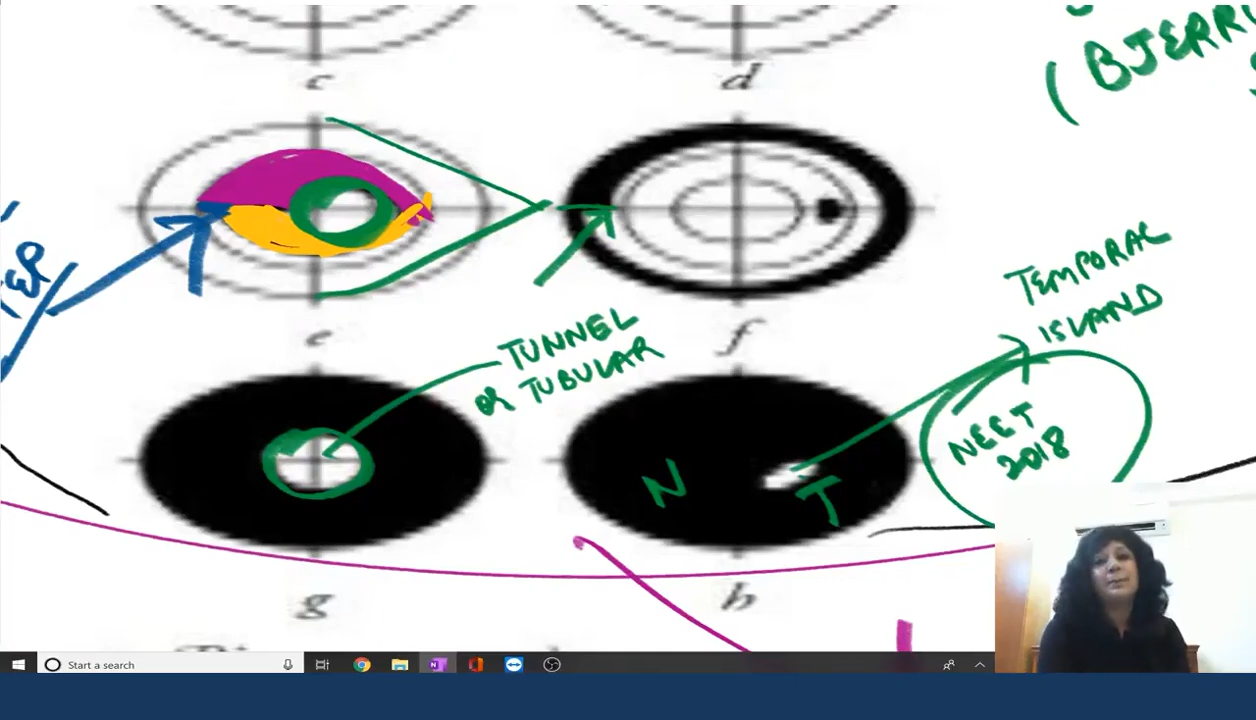 c
d
( BJERR
e
f
TEMPORAL
ISLAND
TUNNEL
or TUBULAR
NEET
2018
N
T
g
h
Start a search